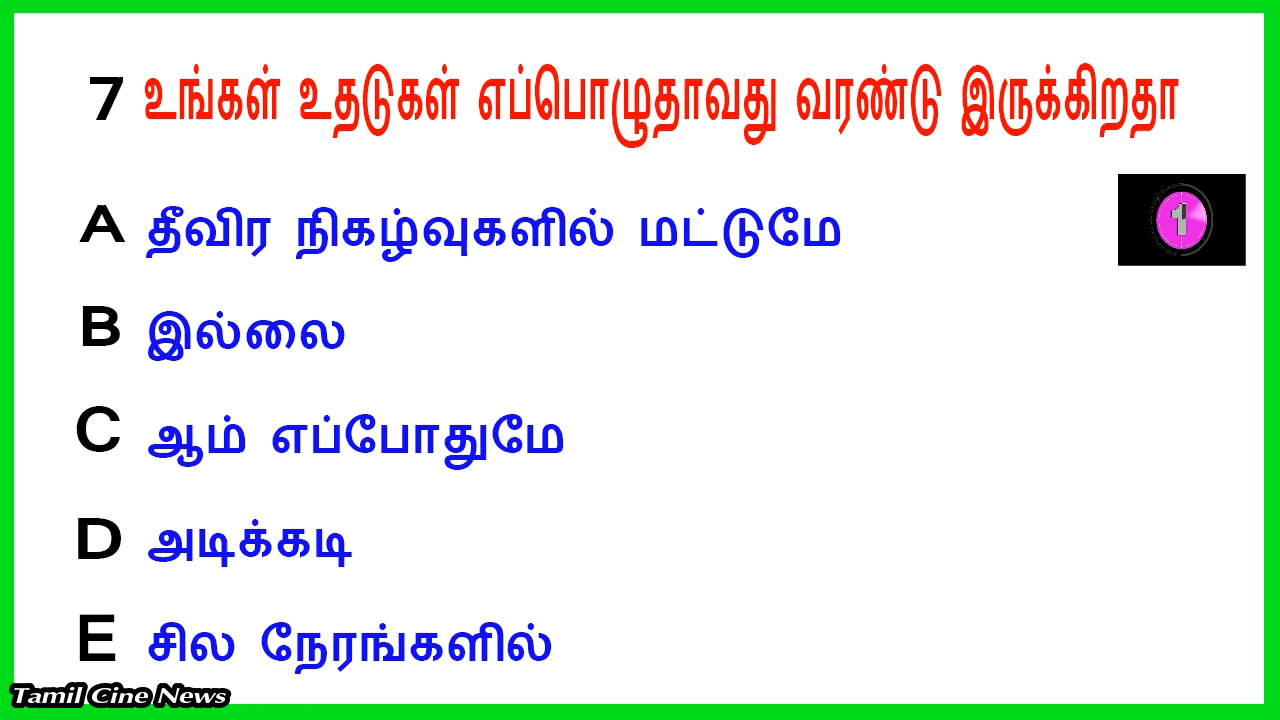 7 உங்கள் உதடுகள் எப்பொழுதாவது வரண்டு இருக்கிறதா
A தீவிர நிகழ்வுகளில் மட்டுமே
1
B இல்லை
C ஆம் எப்போதுமே
D அடிக்கடி
E சில நேரங்களில்
Tamil Cine News